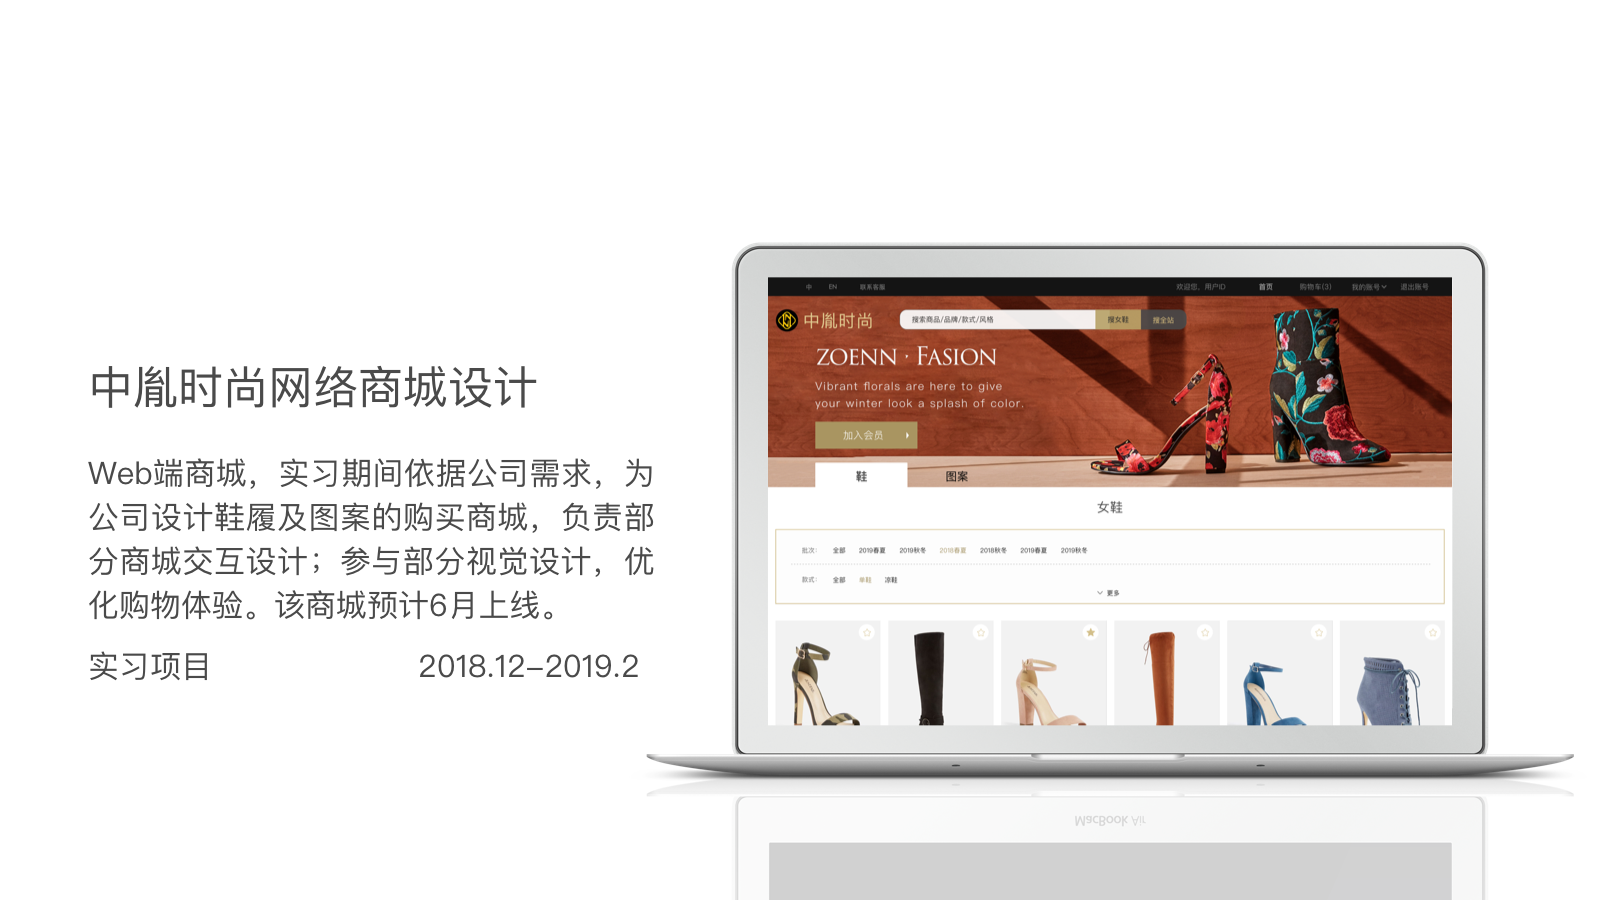 中胤时尚网络商城设计
Web端商城，实习期间依据公司需求，为
公司设计鞋履及图案的购买商城，负责部
分商城交互设计；参与部分视觉设计，优
化购物体验。该商城预计6月上线。
实习项目 2018.12-2019.2
中 EN 联系客服 欢迎您，用户ID 首页 购物车(3) 我的账号 退出账号
中胤时尚 搜索商品/品牌/款式/风格 搜女鞋 搜全站
ZOENN · FASION
Vibrant florals are here to give
your winter look a splash of color.
加入会员
鞋 图案
女鞋
批次： 全部 2019春夏 2019秋冬 2018春夏 2018秋冬 2019春夏 2019秋冬
款式： 全部 单鞋 凉鞋
更多
MacBook Air